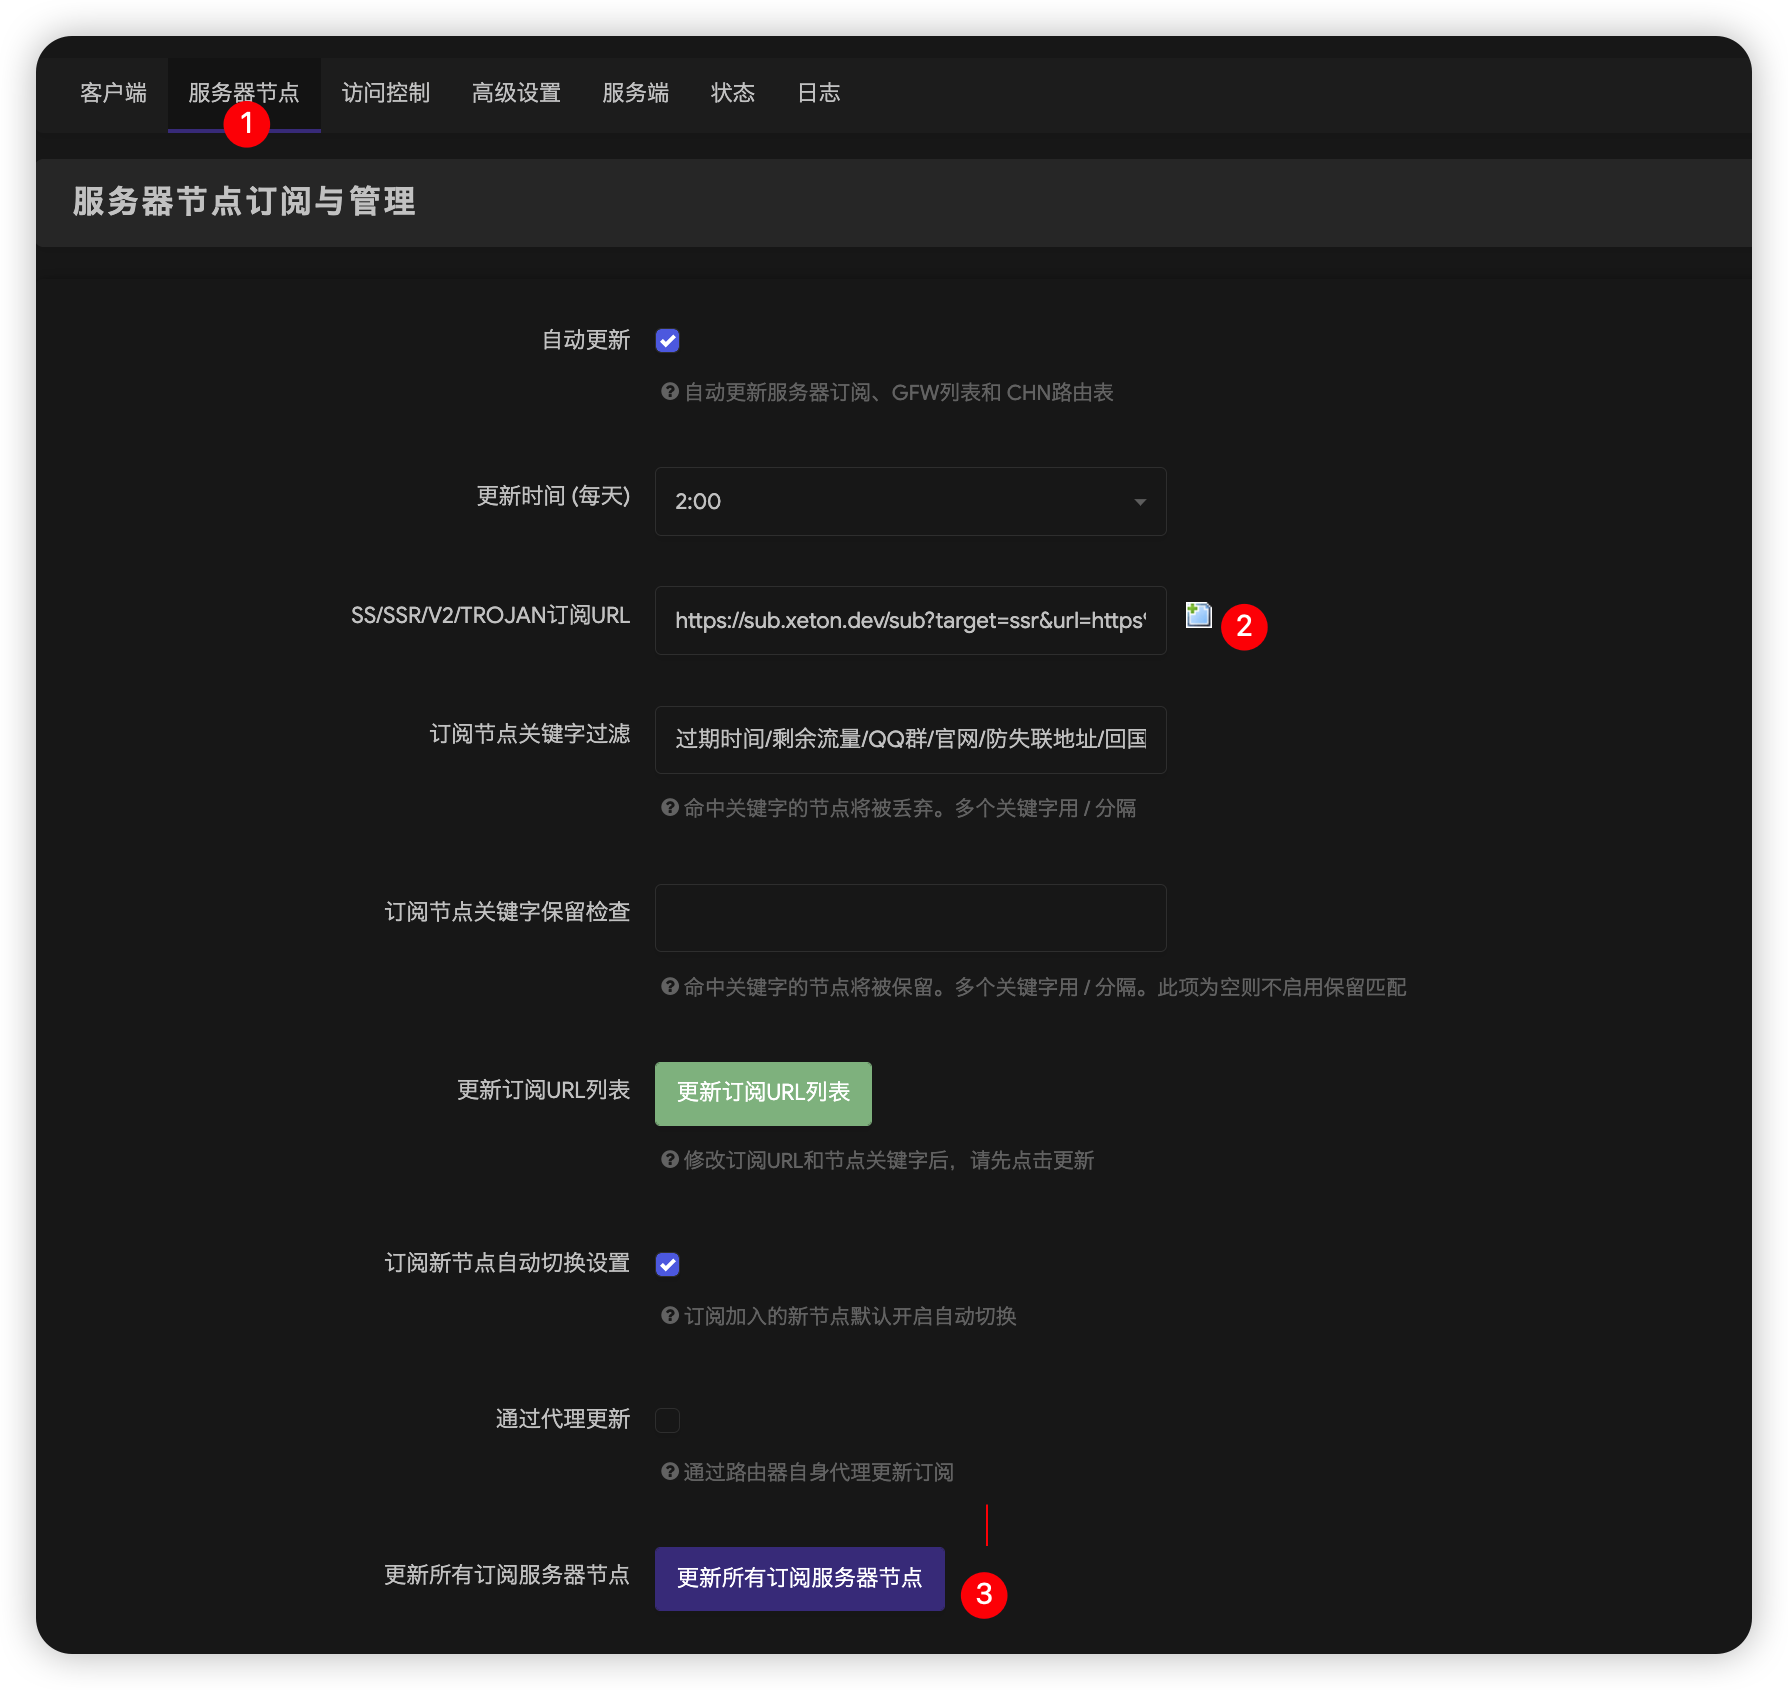 客户端 服务器节点 访问控制 高级设置 服务端 状态 日志
1
服务器节点订阅与管理
自动更新
自动更新服务器订阅、GFW列表和 CHN路由表
更新时间 (每天) 2:00
SS/SSR/V2/TROJAN订阅URL https://sub.xeton.dev/sub?target=ssr&url=https 2
订阅节点关键字过滤 过期时间/剩余流量/QQ群/官网/防失联地址/回国
命中关键字的节点将被丢弃。多个关键字用 / 分隔
订阅节点关键字保留检查
命中关键字的节点将被保留。多个关键字用 / 分隔。此项为空则不启用保留匹配
更新订阅URL列表 更新订阅URL列表
修改订阅URL和节点关键字后，请先点击更新
订阅新节点自动切换设置
订阅加入的新节点默认开启自动切换
通过代理更新
通过路由器自身代理更新订阅
更新所有订阅服务器节点 更新所有订阅服务器节点 3